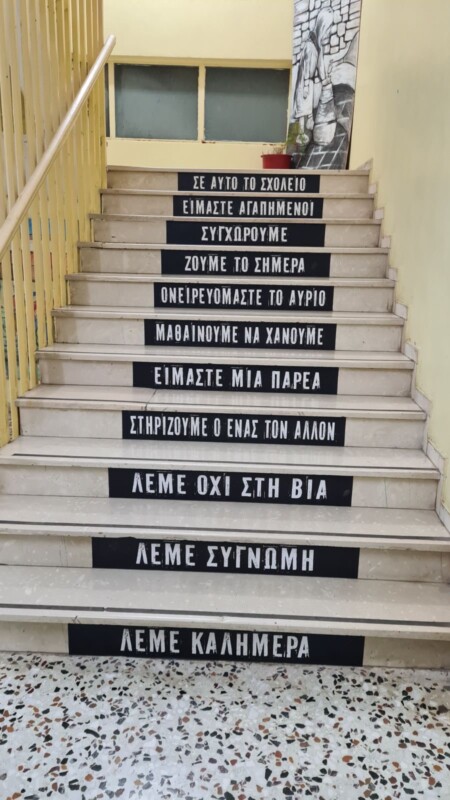 ΣΕ ΑΥΤΟ ΤΟ ΣΧΟΛΕΙΟ
ΕΙΜΑΣΤΕ ΑΓΑΠΗΜΕΝΟΙ
ΣΥΓΧΩΡΟΥΜΕ
ΖΟΥΜΕ ΤΟ ΣΗΜΕΡΑ
ΟΝΕΙΡΕΥΟΜΑΣΤΕ ΤΟ ΑΥΡΙΟ
ΜΑΘΑΙΝΟΥΜΕ ΝΑ ΧΑΝΟΥΜΕ
ΕΙΜΑΣΤΕ ΜΙΑ ΠΑΡΕΑ
ΣΤΗΡΙΖΟΥΜΕ Ο ΕΝΑΣ ΤΟΝ ΑΛΛΟΝ
ΛΕΜΕ ΟΧΙ ΣΤΗ ΒΙΑ
ΛΕΜΕ ΣΥΓΝΩΜΗ
ΛΕΜΕ ΚΑΛΗΜΕΡΑ